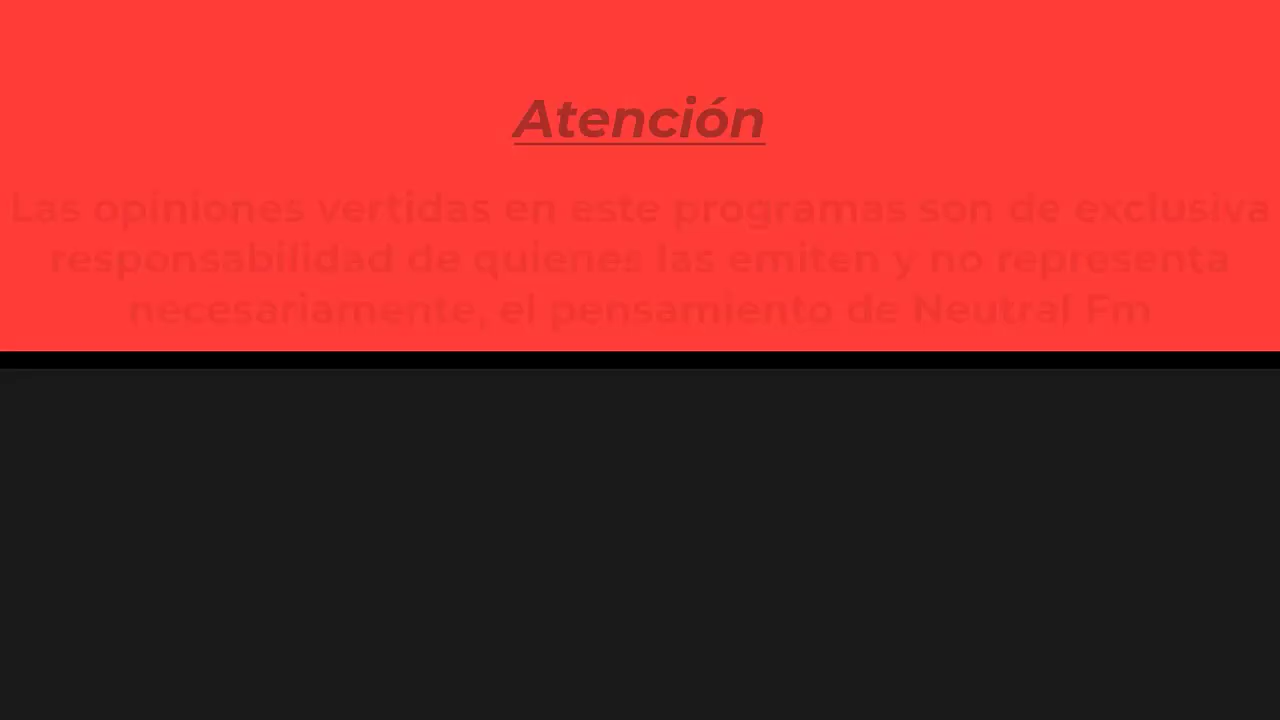 Atención
Las opiniones vertidas en este programas son de exclusiva
responsabilidad de quienes las emiten y no representa
necesariamente, el pensamiento de Neutral Fm